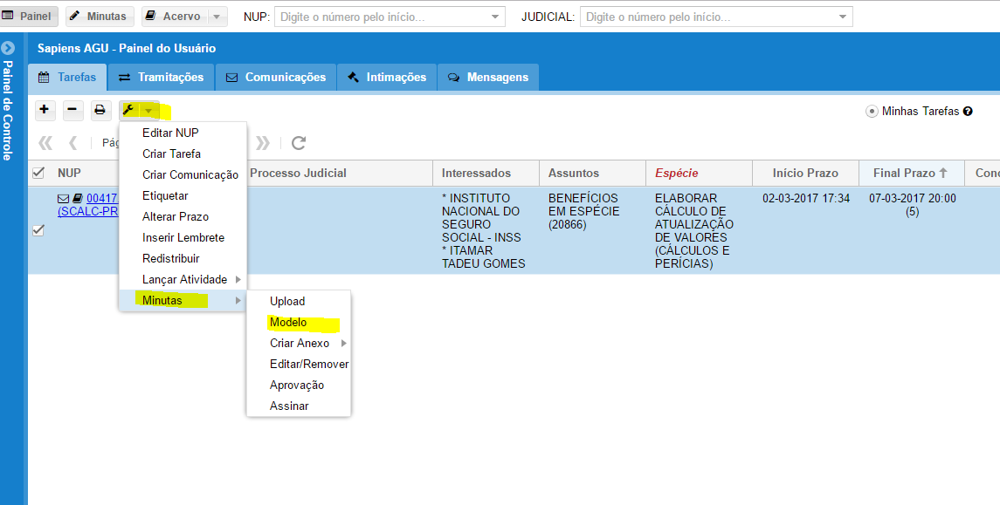 Painel
Minutas
Acervo
NUP:
Digite o número pelo início...
JUDICIAL:
Digite o número pelo início...
Painel de Controle
Sapiens AGU - Painel do Usuário
Tarefas
Tramitações
Comunicações
Intimações
Mensagens
Minhas Tarefas
Editar NUP
Criar Tarefa
Criar Comunicação
Etiquetar
Alterar Prazo
Inserir Lembrete
Redistribuir
Lançar Atividade
Minutas
Upload
Modelo
Criar Anexo
Editar/Remover
Aprovação
Assinar
NUP
Processo Judicial
Interessados
Assuntos
Espécie
Início Prazo
Final Prazo
00417
(SCALC-PR
* INSTITUTO
NACIONAL DO
SEGURO
SOCIAL - INSS
* ITAMAR
TADEU GOMES
BENEFÍCIOS
EM ESPÉCIE
(20866)
ELABORAR
CÁLCULO DE
ATUALIZAÇÃO
DE VALORES
(CÁLCULOS E
PERÍCIAS)
02-03-2017 17:34
07-03-2017 20:00
(5)